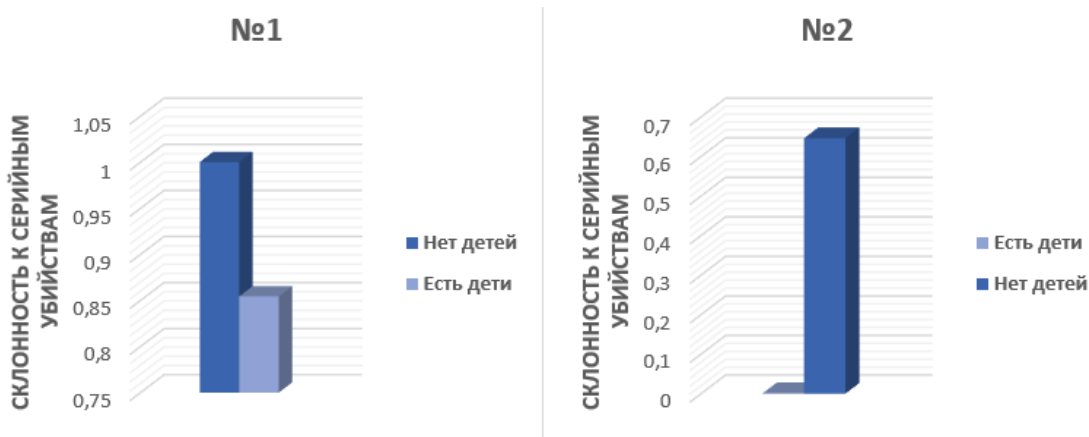 №1
СКЛОННОСТЬ К СЕРИЙНЫМ
УБИЙСТВАМ
1,05
1
0,95
0,9
0,85
0,8
0,75
Нет детей
Есть дети
№2
СКЛОННОСТЬ К СЕРИЙНЫМ
УБИЙСТВАМ
0,7
0,6
0,5
0,4
0,3
0,2
0,1
0
Есть дети
Нет детей